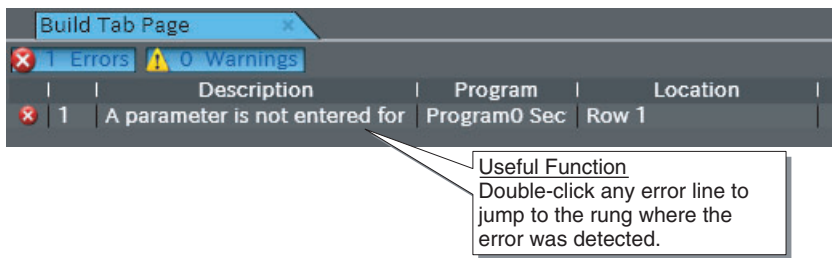 Build Tab Page
1 Errors 0 Warnings
Description Program Location
1 A parameter is not entered for Program0 Sec Row 1
Useful Function
Double-click any error line to
jump to the rung where the
error was detected.